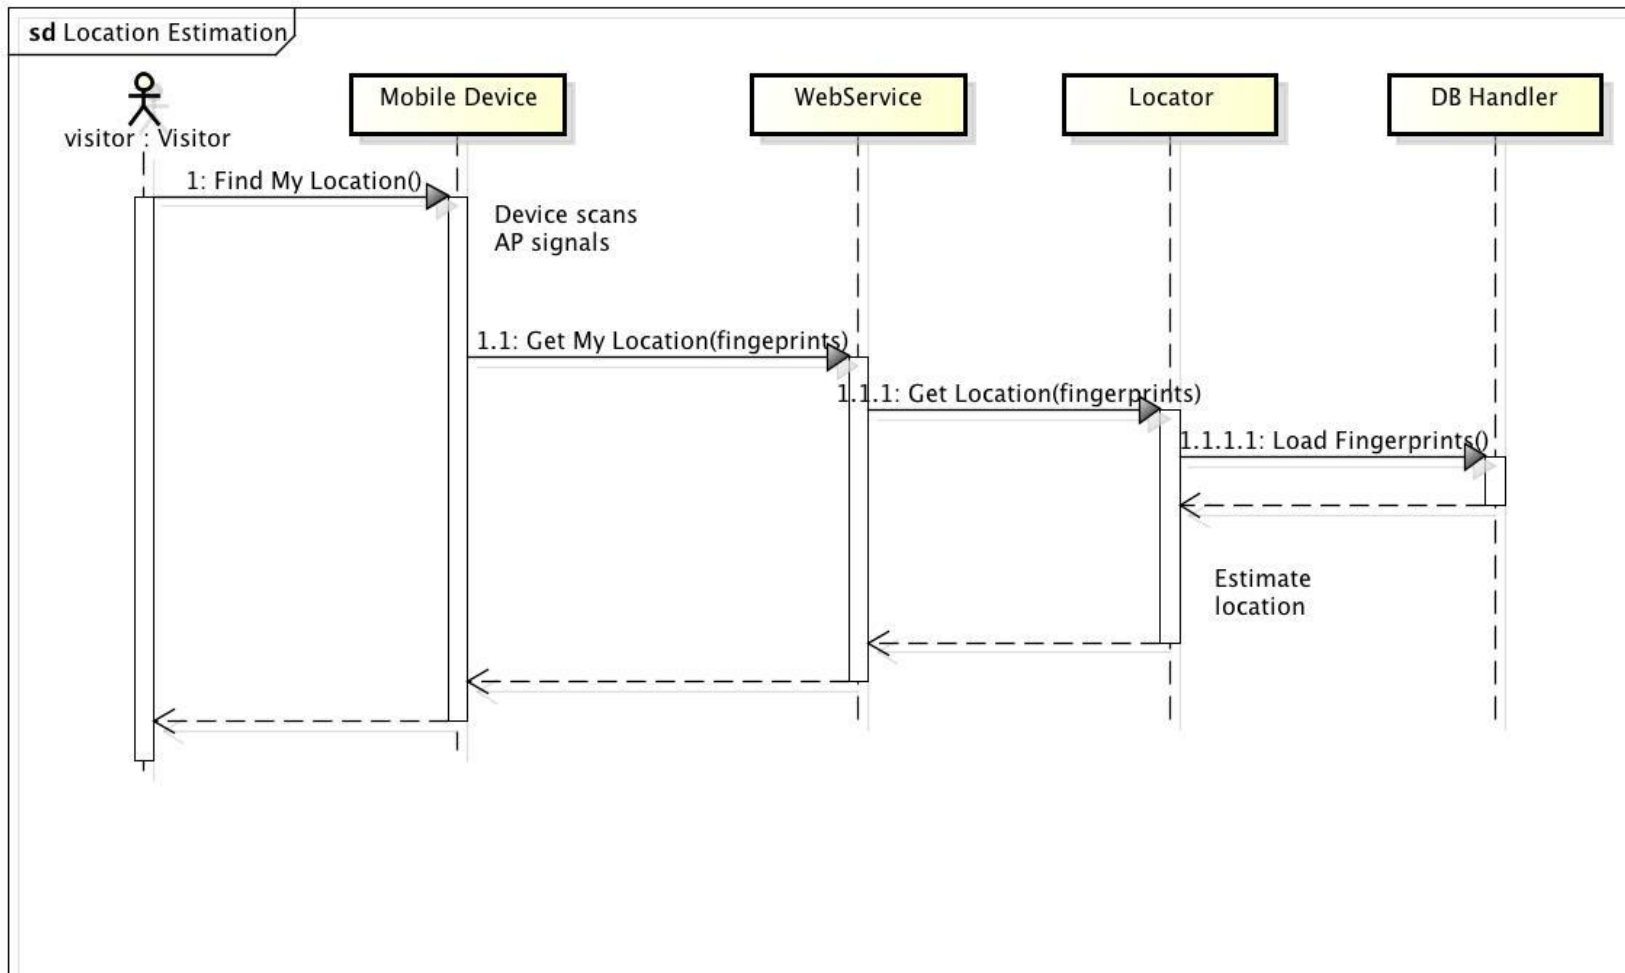 sd Location Estimation
visitor : Visitor
Mobile Device
WebService
Locator
DB Handler
1: Find My Location()
Device scans
AP signals
1.1: Get My Location(fingeprints)
1.1.1: Get Location(fingerprints)
1.1.1.1: Load Fingerprints()
Estimate
location